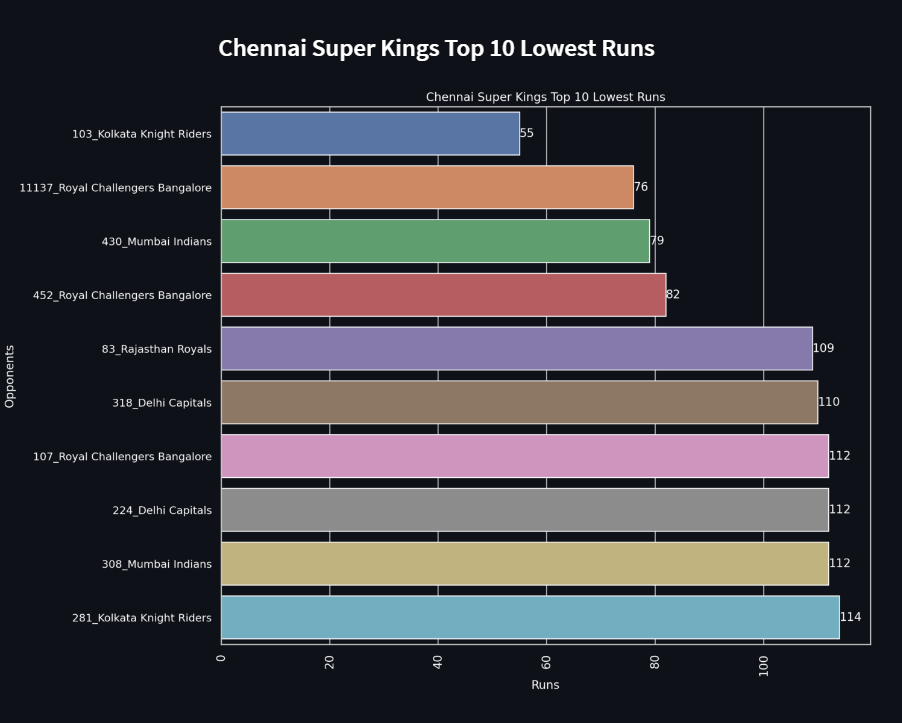 Chennai Super Kings Top 10 Lowest Runs
Chennai Super Kings Top 10 Lowest Runs
Opponents
103_Kolkata Knight Riders 55
11137_Royal Challengers Bangalore 76
430_Mumbai Indians 79
452_Royal Challengers Bangalore 82
83_Rajasthan Royals 109
318_Delhi Capitals 110
107_Royal Challengers Bangalore 112
224_Delhi Capitals 112
308_Mumbai Indians 112
281_Kolkata Knight Riders 114
0 20 40 60 80 100
Runs